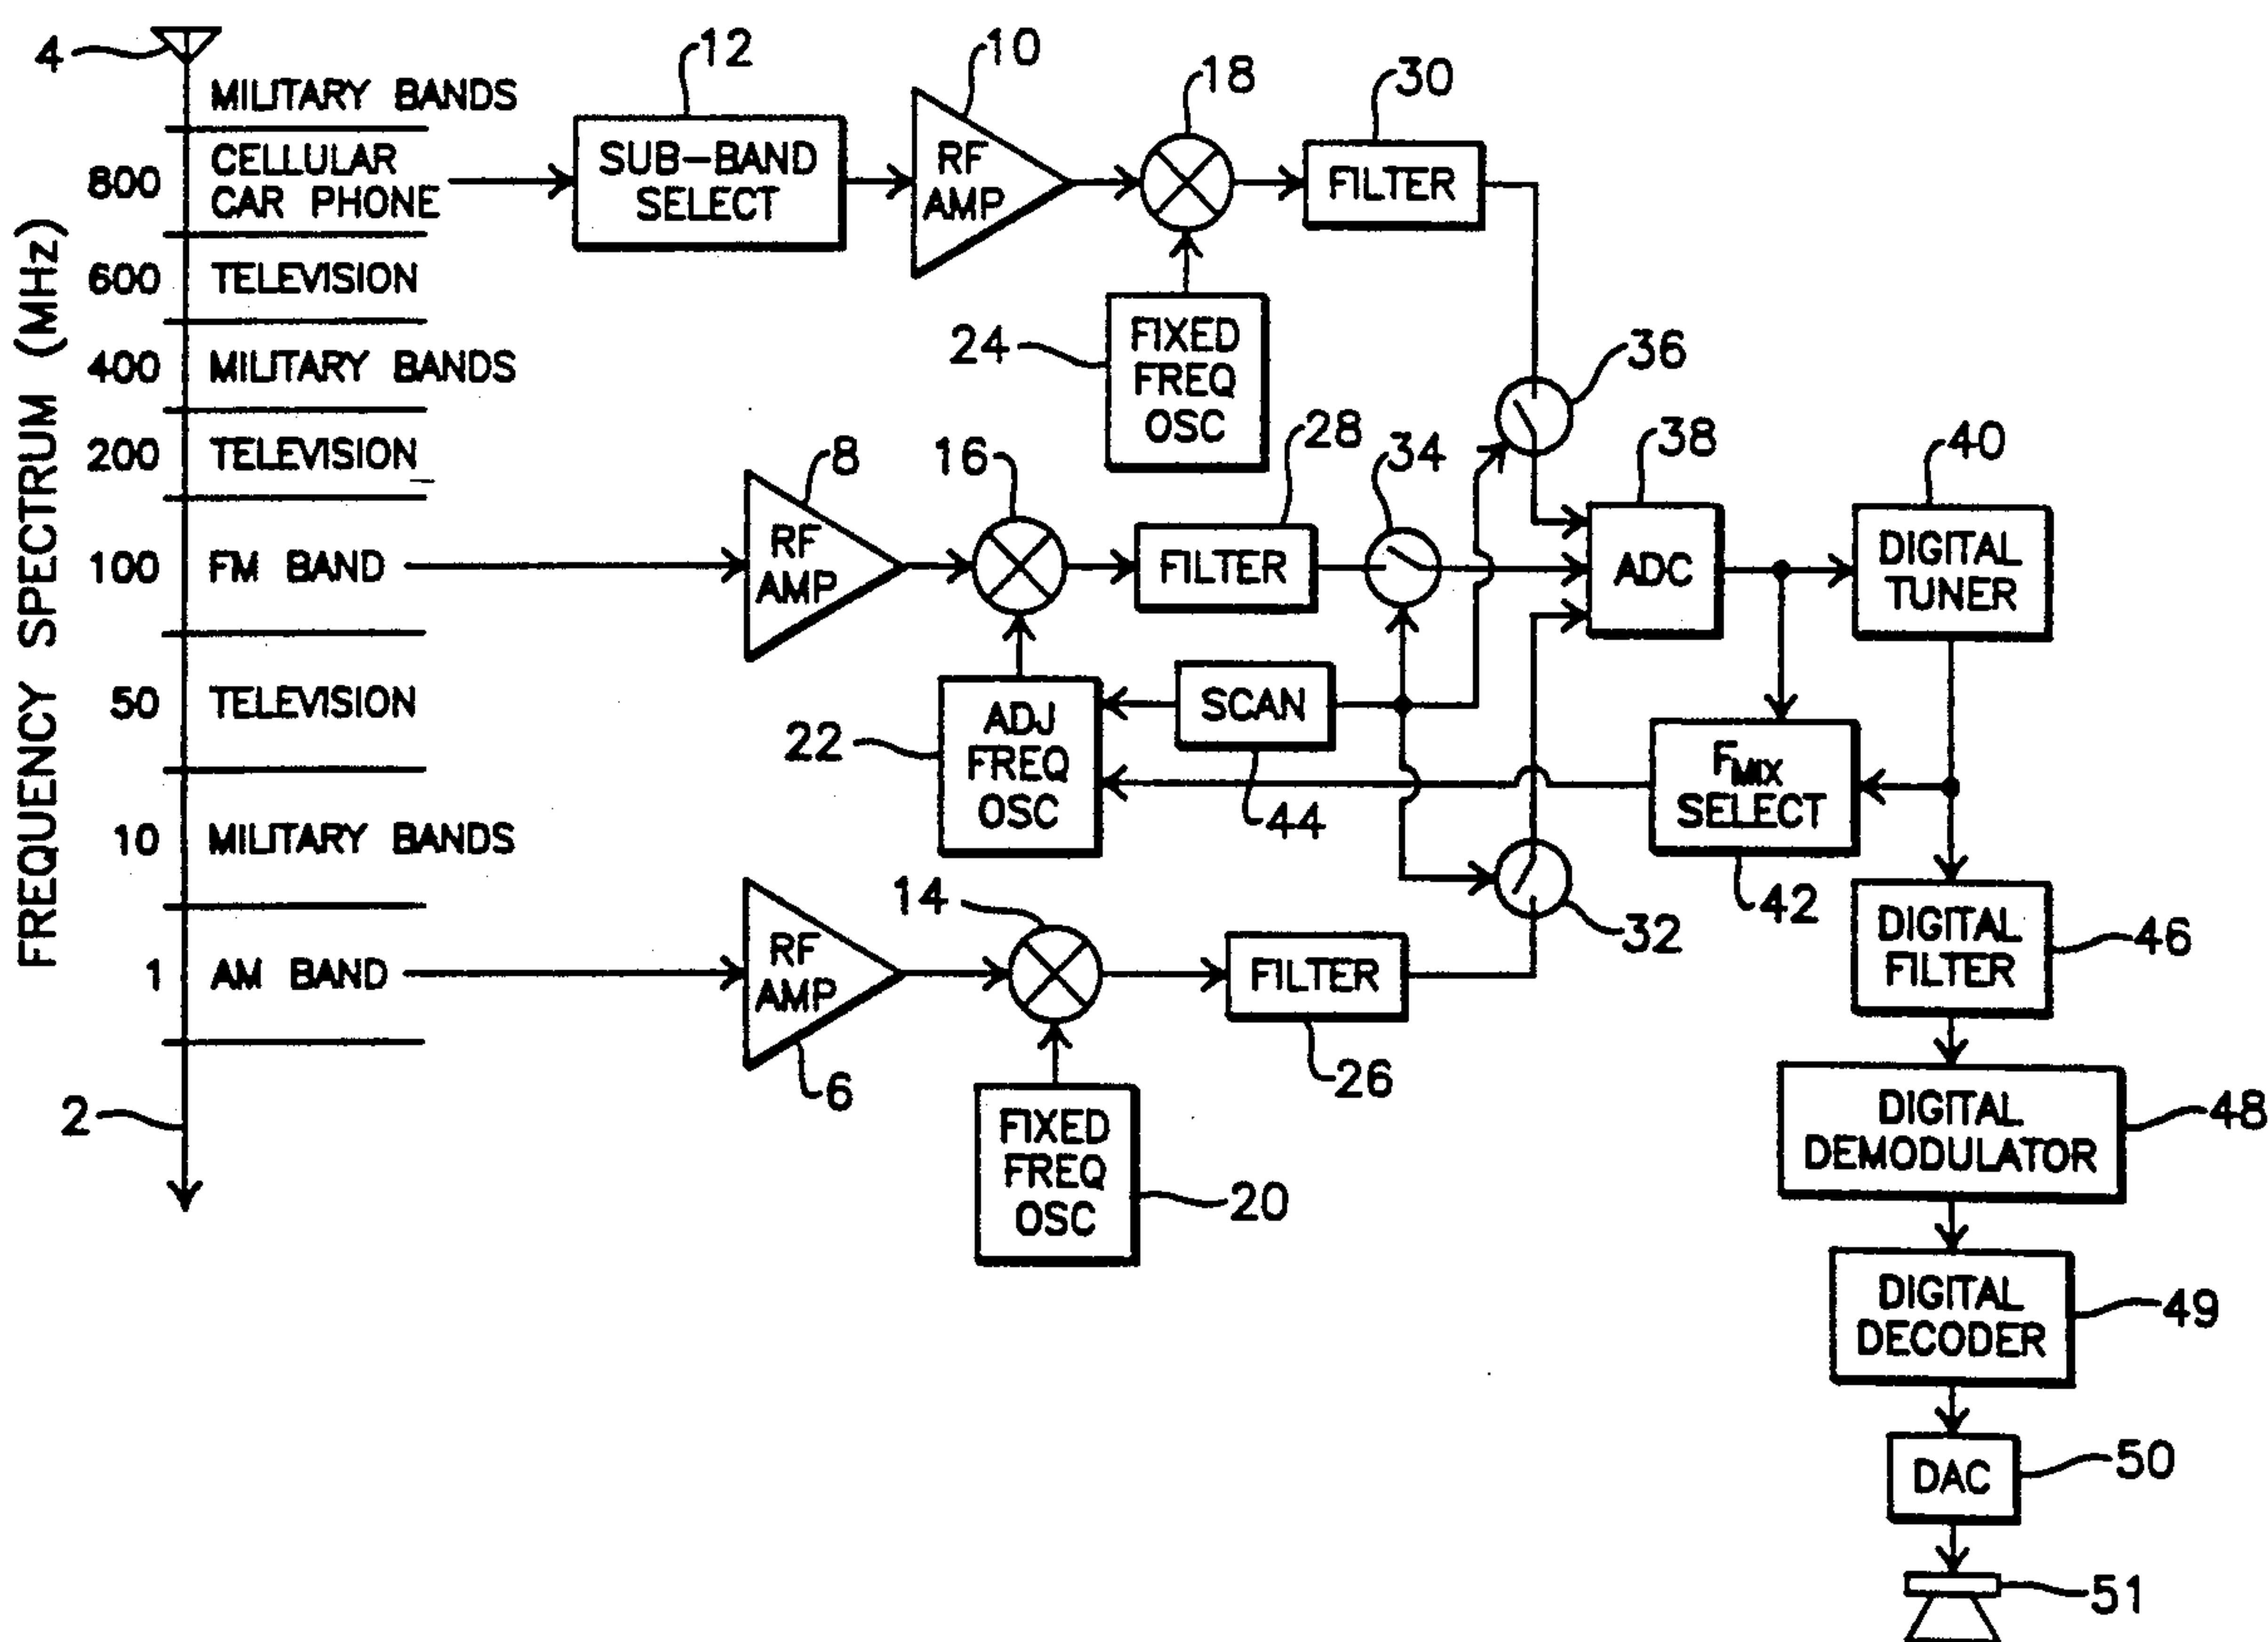 4
FREQUENCY SPECTRUM (MHz)
MILITARY BANDS
800
CELLULAR
CAR PHONE
600
TELEVISION
400
MILITARY BANDS
200
TELEVISION
100
FM BAND
50
TELEVISION
10
MILITARY BANDS
1
AM BAND
2
12
SUB-BAND
SELECT
10
RF
AMP
18
30
FILTER
24
FIXED
FREQ
OSC
36
8
RF
AMP
16
28
FILTER
34
38
ADC
40
DIGITAL
TUNER
22
ADJ
FREQ
OSC
SCAN
44
FMIX
SELECT
42
6
RF
AMP
14
FILTER
26
32
FIXED
FREQ
OSC
20
DIGITAL
FILTER
46
DIGITAL
DEMODULATOR
48
DIGITAL
DECODER
49
DAC
50
51